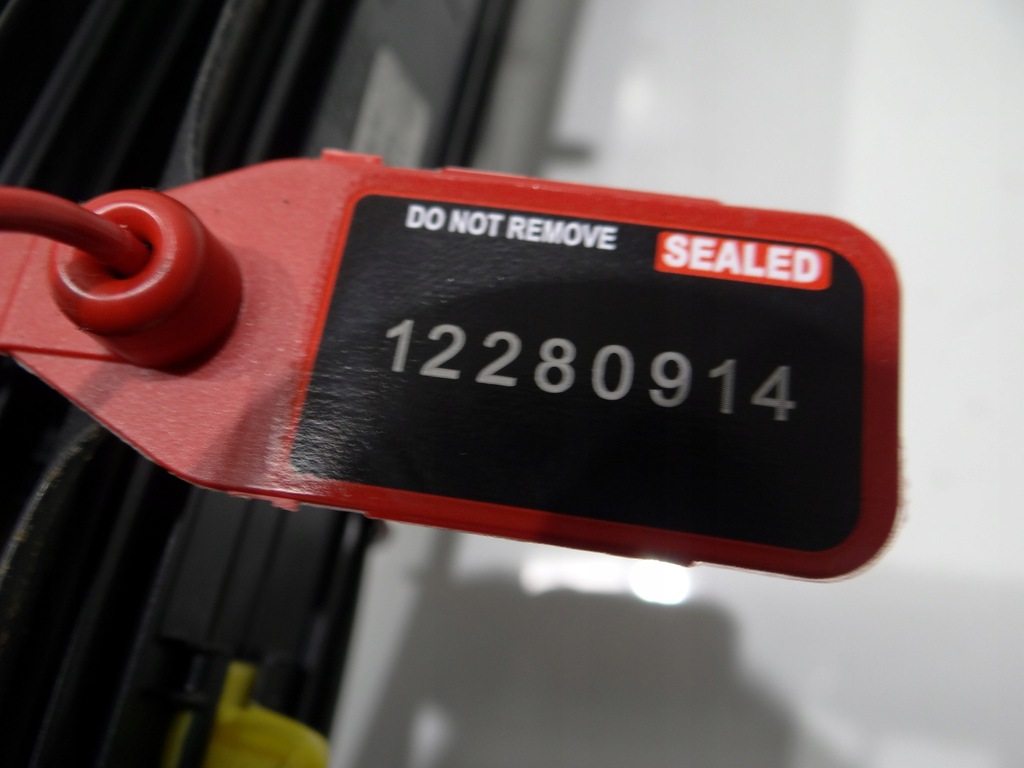 DO NOT REMOVE
SEALED
12280914